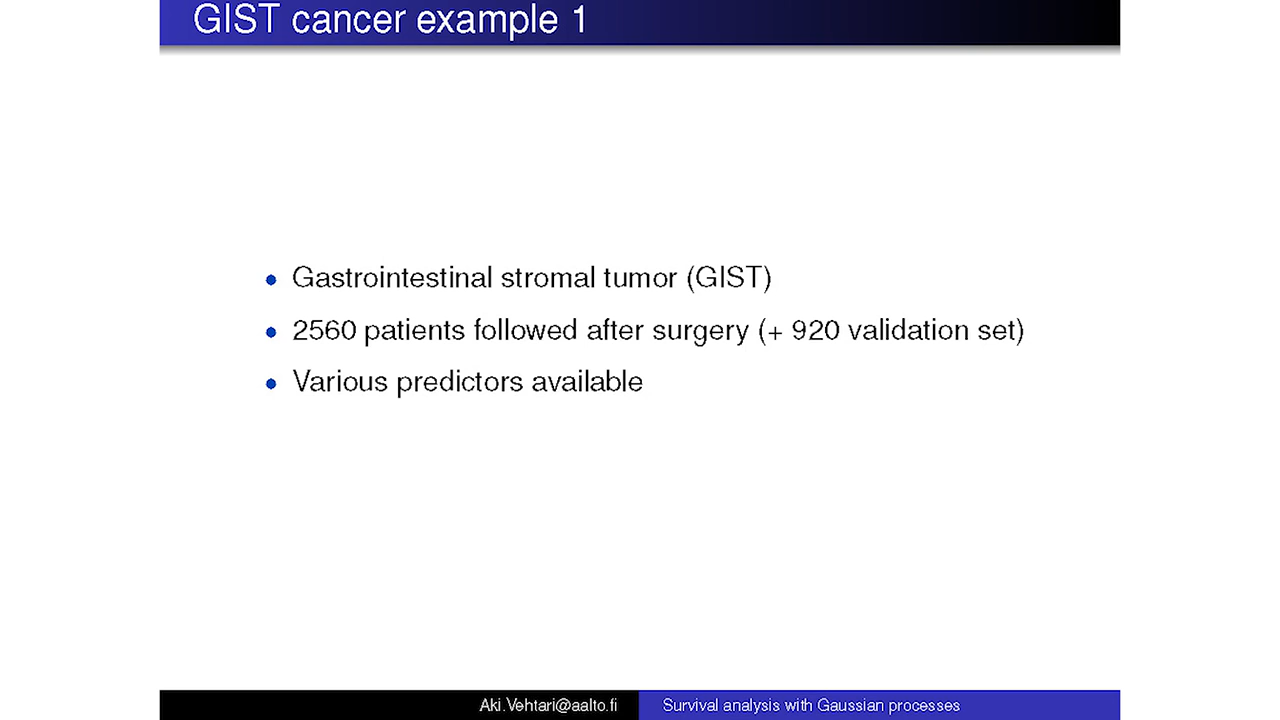 GIST cancer example 1
• Gastrointestinal stromal tumor (GIST)
• 2560 patients followed after surgery (+ 920 validation set)
• Various predictors available
Aki.Vehtari@aalto.fi
Survival analysis with Gaussian processes